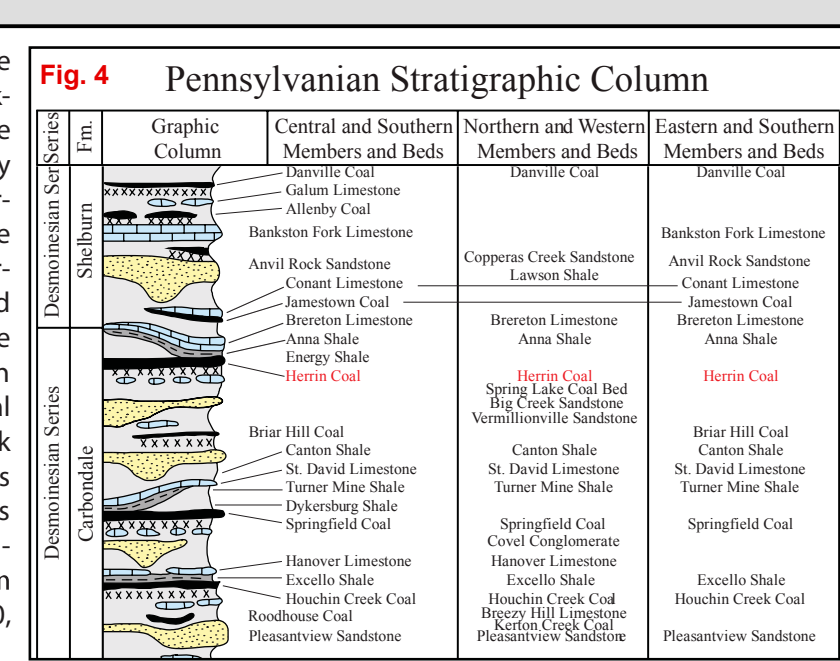 e
k-
e
y
r-
e
r-
d
e
n
al
k
s
s
-
n
0,
Fig. 4 Pennsylvanian Stratigraphic Column
Series
Fm.
Graphic
Column
Central and Southern
Members and Beds
Northern and Western
Members and Beds
Eastern and Southern
Members and Beds
Desmoinesian Ser
Shelburn
Desmoinesian Series
Carbondale
Danville Coal
Galum Limestone
Allenby Coal
Bankston Fork Limestone
Anvil Rock Sandstone
Conant Limestone
Jamestown Coal
Brereton Limestone
Anna Shale
Energy Shale
Herrin Coal
Briar Hill Coal
Canton Shale
St. David Limestone
Turner Mine Shale
Dykersburg Shale
Springfield Coal
Hanover Limestone
Excello Shale
Houchin Creek Coal
Roodhouse Coal
Pleasantview Sandstone
Danville Coal
Copperas Creek Sandstone
Lawson Shale
Brereton Limestone
Anna Shale
Herrin Coal
Spring Lake Coal Bed
Big Creek Sandstone
Vermillionville Sandstone
Canton Shale
St. David Limestone
Turner Mine Shale
Springfield Coal
Covel Conglomerate
Hanover Limestone
Excello Shale
Houchin Creek Coal
Breezy Hill Limestone
Kerton Creek Coal
Pleasantview Sandstone
Danville Coal
Bankston Fork Limestone
Anvil Rock Sandstone
Conant Limestone
Jamestown Coal
Brereton Limestone
Anna Shale
Herrin Coal
Briar Hill Coal
Canton Shale
St. David Limestone
Turner Mine Shale
Springfield Coal
Excello Shale
Houchin Creek Coal
Pleasantview Sandstone